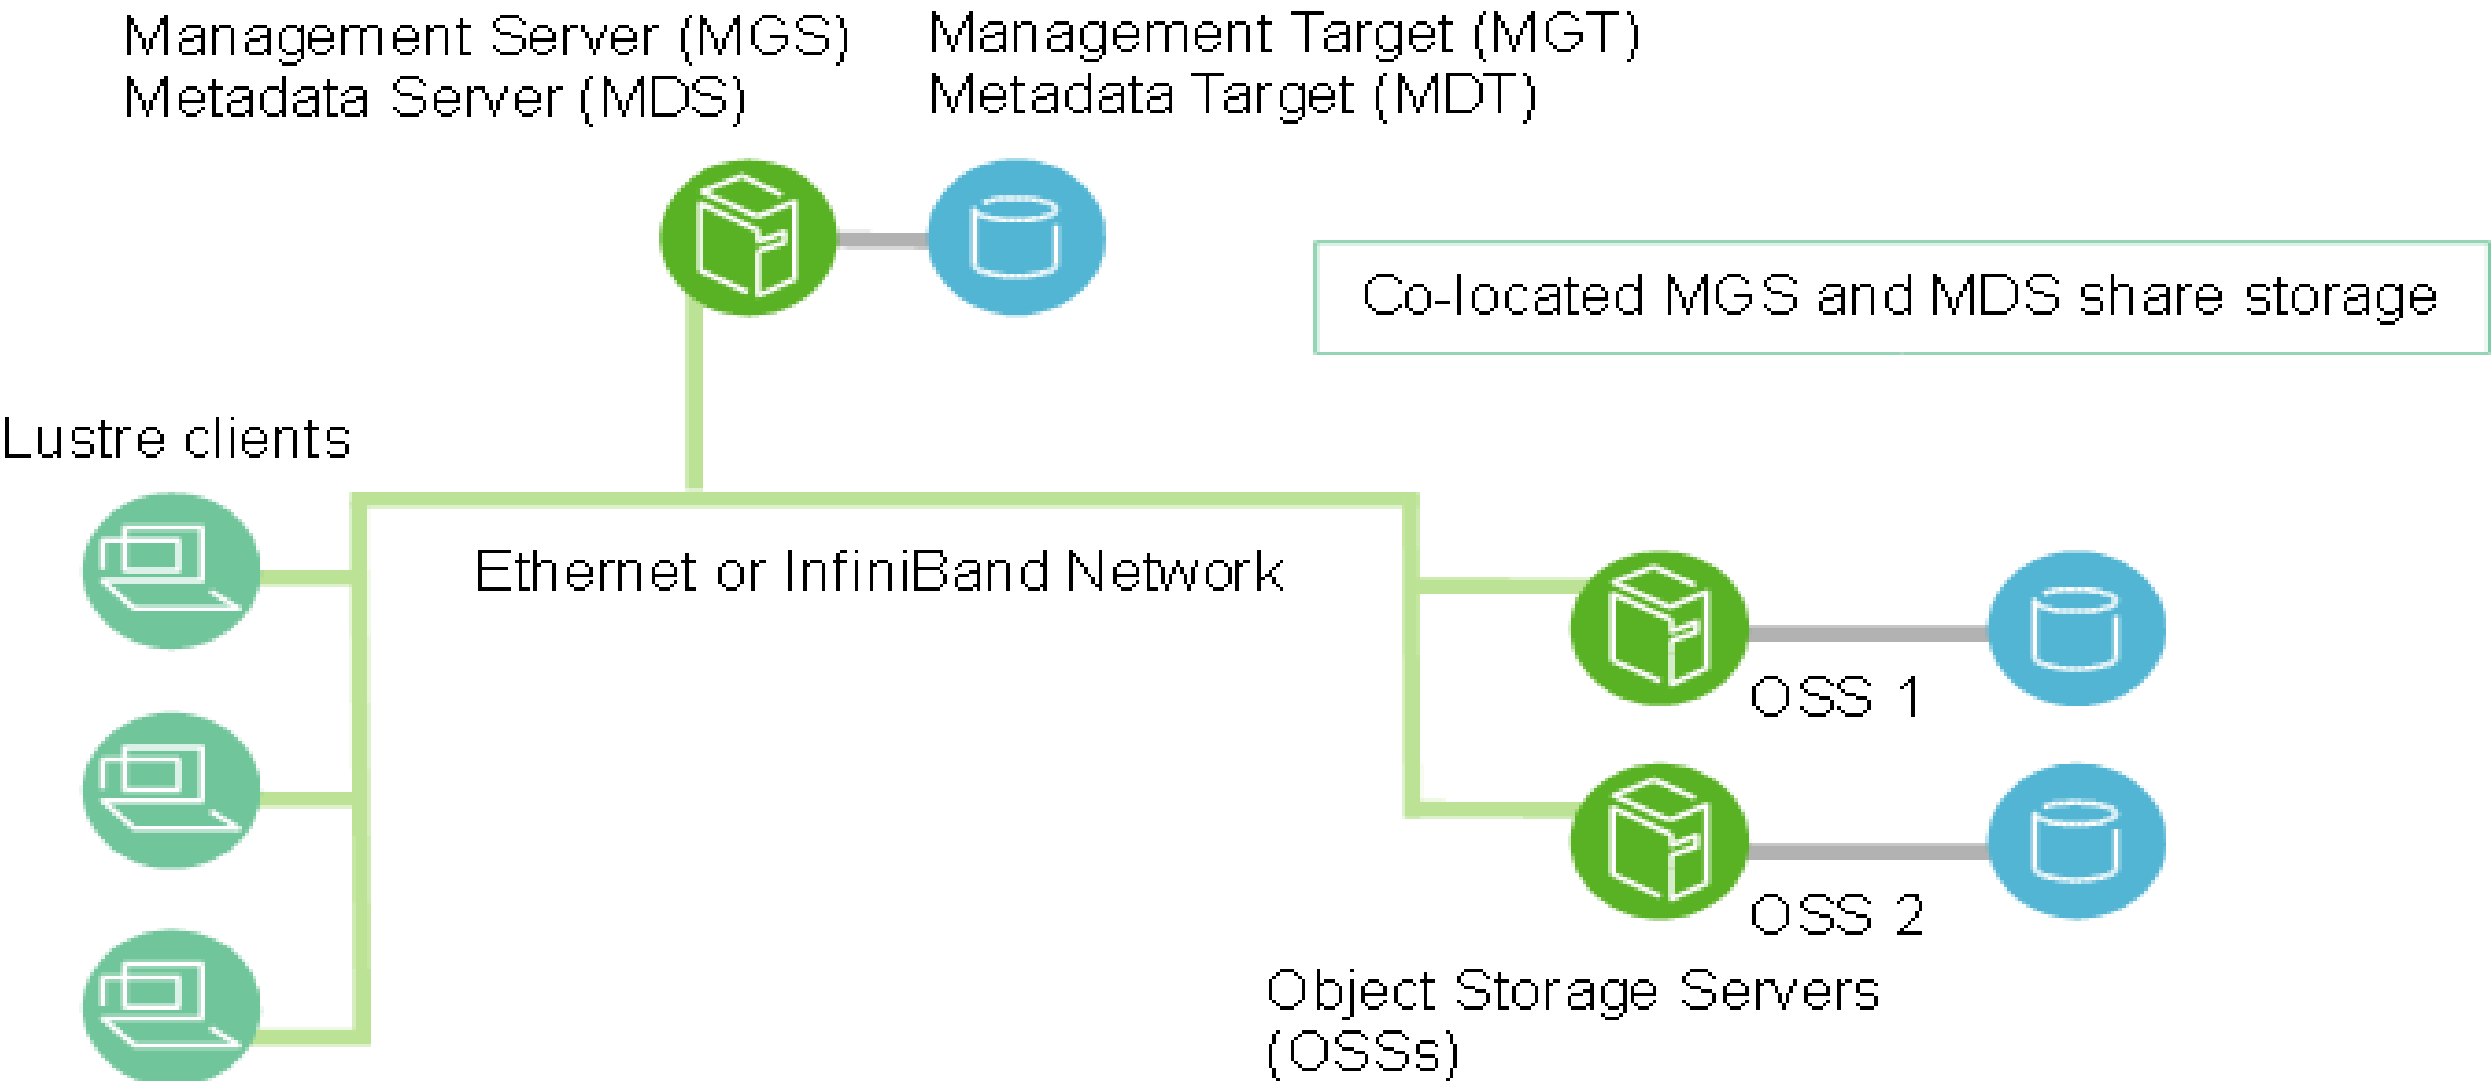 Management Server (MGS)
Metadata Server (MDS)
Management Target (MGT)
Metadata Target (MDT)
Co-located MGS and MDS share storage
Lustre clients
Ethernet or InfiniBand Network
OSS 1
OSS 2
Object Storage Servers
(OSSs)